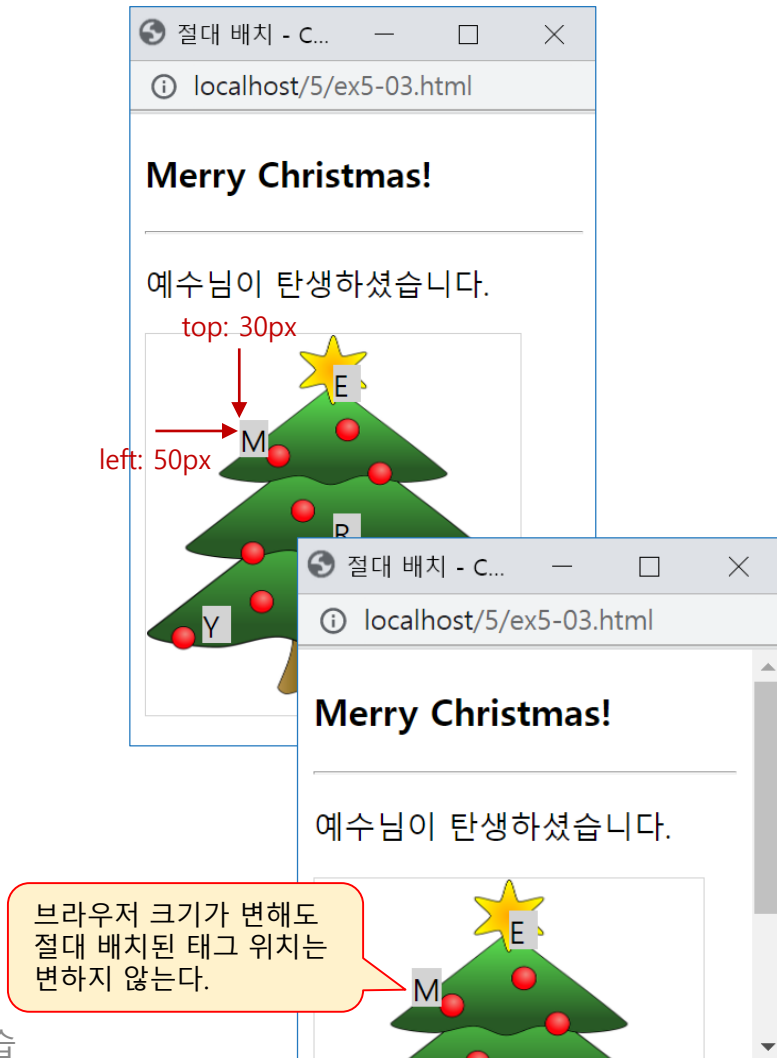 절대 배치 - C...
localhost/5/ex5-03.html
Merry Christmas!
예수님이 탄생하셨습니다.
top: 30px
E
M
left: 50px
R
Y
절대 배치 - C...
localhost/5/ex5-03.html
Merry Christmas!
예수님이 탄생하셨습니다.
E
M
브라우저 크기가 변해도
절대 배치된 태그 위치는
변하지 않는다.
습